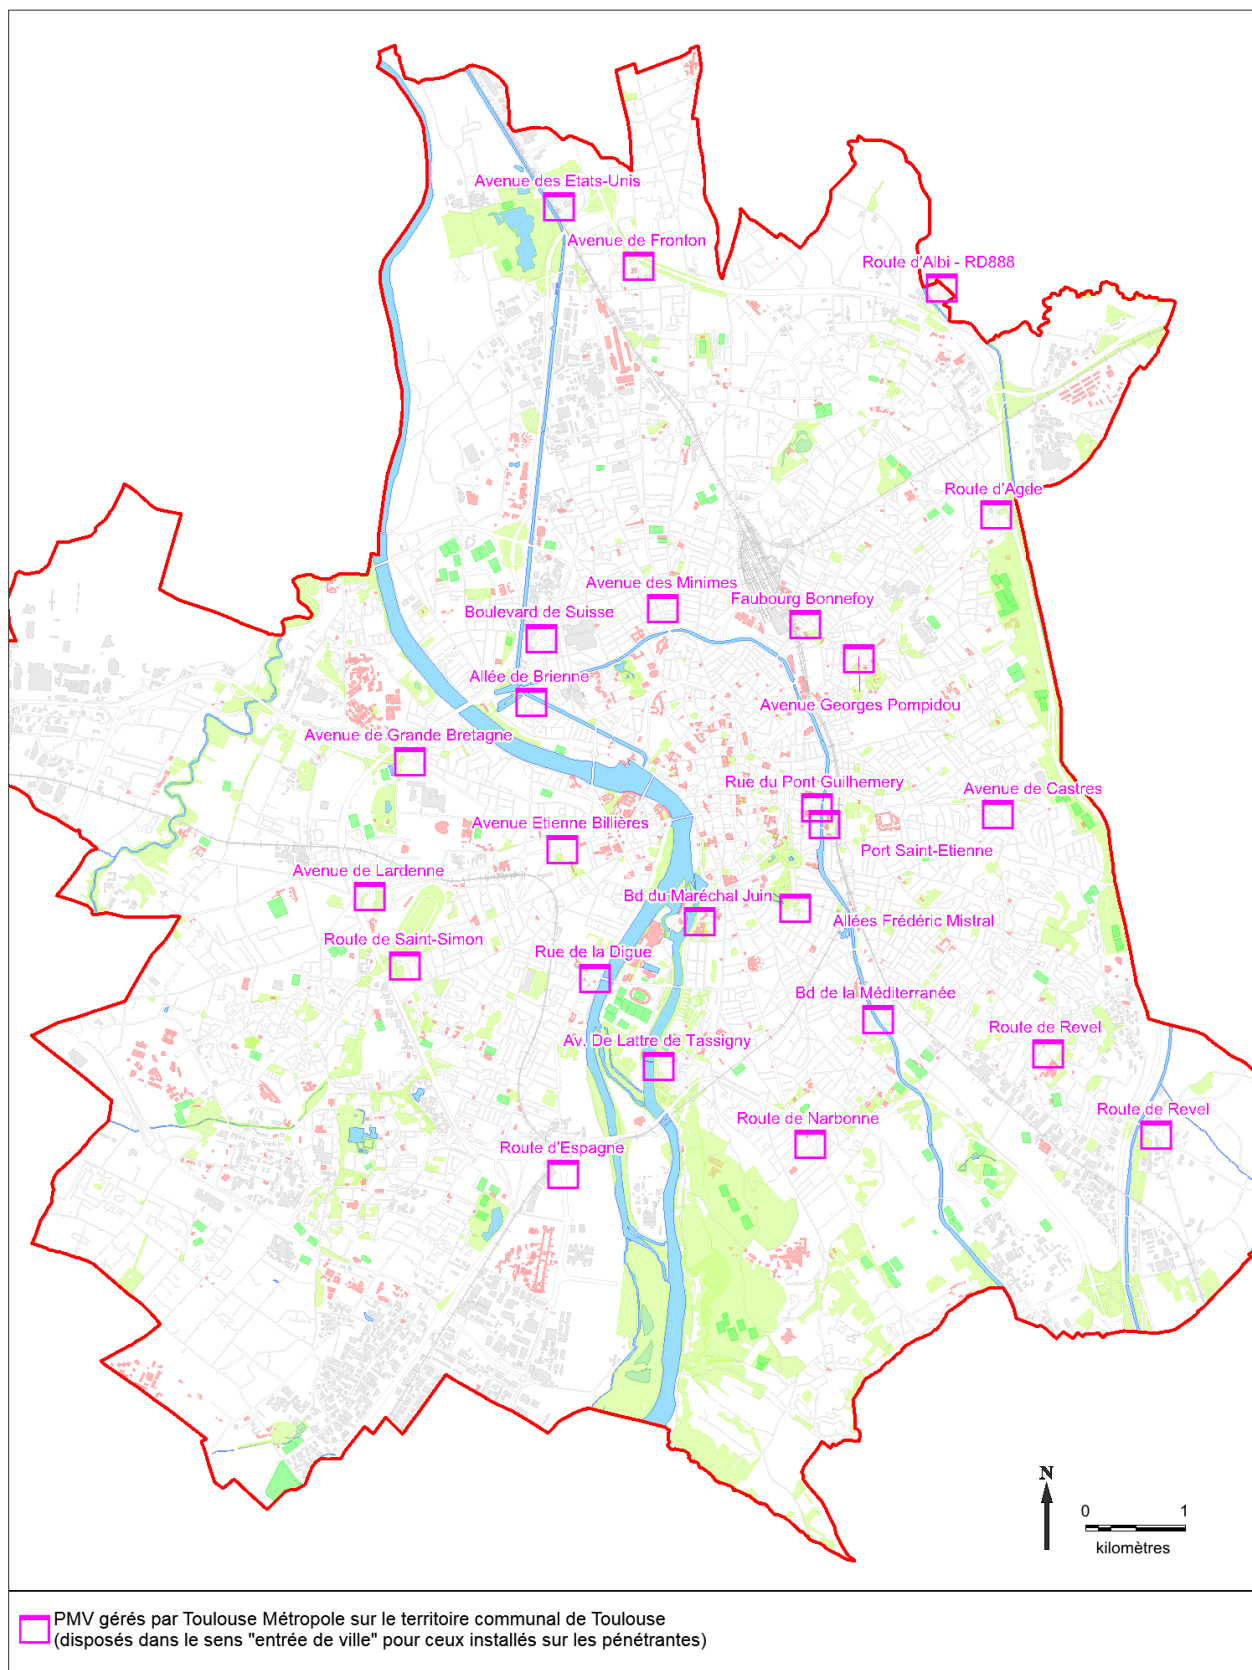 Avenue des Etats-Unis
Avenue de Fronton
Route d'Albi - RD888
Route d'Agde
Avenue des Minimes
Faubourg Bonnefoy
Boulevard de Suisse
Allée de Brienne
Avenue Georges Pompidou
Avenue de Grande Bretagne
Rue du Pont Guilhemery
Avenue de Castres
Avenue Etienne Billières
Port Saint-Etienne
Avenue de Lardenne
Bd du Maréchal Juin
Allées Frédéric Mistral
Route de Saint-Simon
Rue de la Digue
Bd de la Méditerranée
Route de Revel
Av. De Lattre de Tassigny
Route de Narbonne
Route de Revel
Route d'Espagne
N
0 1
kilomètres
PMV gérés par Toulouse Métropole sur le territoire communal de Toulouse
(disposés dans le sens "entrée de ville" pour ceux installés sur les pénétrantes)